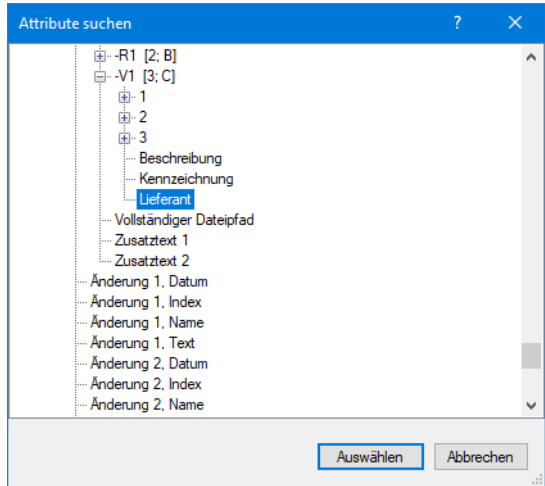 Attribute suchen
-R1 [2; B]
-V1 [3; C]
1
2
3
Beschreibung
Kennzeichnung
Lieferant
Vollständiger Dateipfad
Zusatztext 1
Zusatztext 2
Änderung 1, Datum
Änderung 1, Index
Änderung 1, Name
Änderung 1, Text
Änderung 2, Datum
Änderung 2, Index
Änderung 2, Name
Auswählen Abbrechen